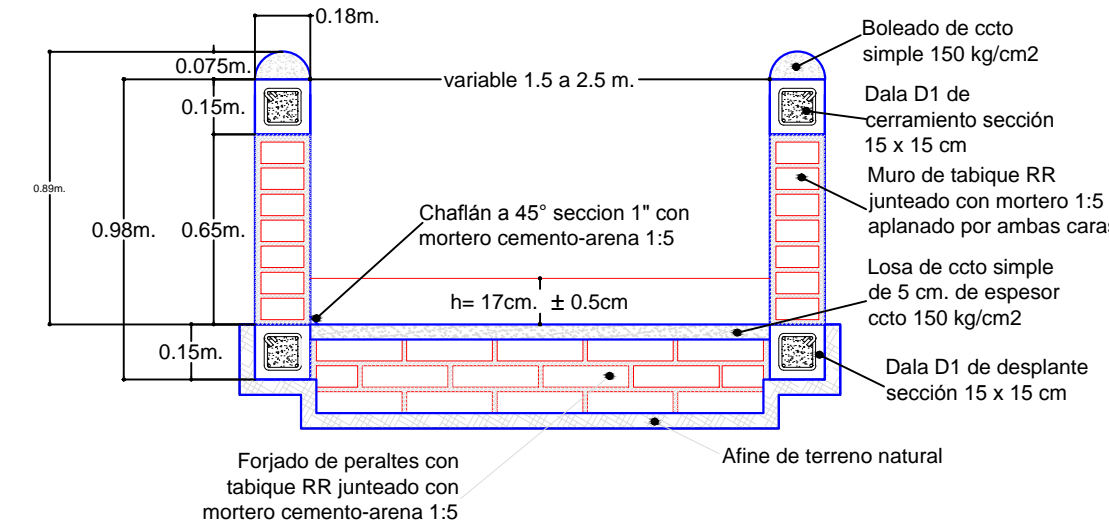 0.18m.
0.075m.
variable 1.5 a 2.5 m.
Boleado de ccto
simple 150 kg/cm2
0.15m.
Dala D1 de
cerramiento sección
15 x 15 cm
0.89m.
0.98m.
0.65m.
Muro de tabique RR
junteado con mortero 1:5
aplanado por ambas caras
Chaflán a 45° seccion 1" con
mortero cemento-arena 1:5
h= 17cm. ± 0.5cm
Losa de ccto simple
de 5 cm. de espesor
ccto 150 kg/cm2
0.15m.
Dala D1 de desplante
sección 15 x 15 cm
Afine de terreno natural
Forjado de peraltes con
tabique RR junteado con
mortero cemento-arena 1:5